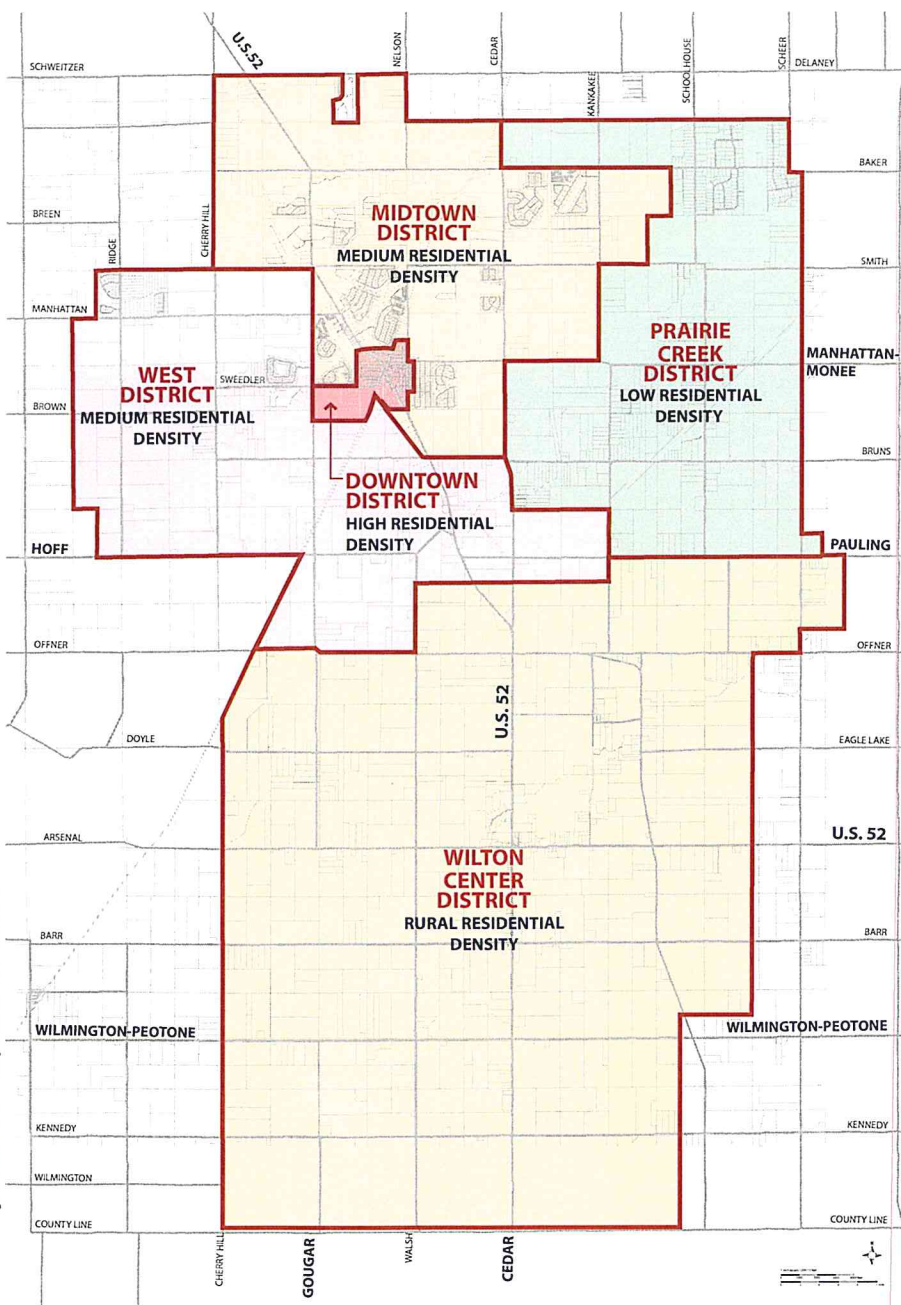 U.S.52
NELSON
CEDAR
KANKAKEE
SCHOOLHOUSE
SCHEER
SCHWEITZER
DELANEY
BAKER
BREEN
RIDGE
CHERRY HILL
MIDTOWN
DISTRICT
MEDIUM RESIDENTIAL
DENSITY
SMITH
MANHATTAN
PRAIRIE
CREEK
DISTRICT
LOW RESIDENTIAL
DENSITY
MANHATTAN-
MONEE
WEST
DISTRICT
MEDIUM RESIDENTIAL
DENSITY
SWEEDLER
BROWN
BRUNS
DOWNTOWN
DISTRICT
HIGH RESIDENTIAL
DENSITY
HOFF
PAULING
OFFNER
OFFNER
U.S. 52
DOYLE
EAGLE LAKE
ARSENAL
U.S. 52
WILTON
CENTER
DISTRICT
RURAL RESIDENTIAL
DENSITY
BARR
BARR
WILMINGTON-PEOTONE
WILMINGTON-PEOTONE
KENNEDY
KENNEDY
WILMINGTON
COUNTY LINE
COUNTY LINE
CHERRY HILL
GOUGAR
WALSH
CEDAR